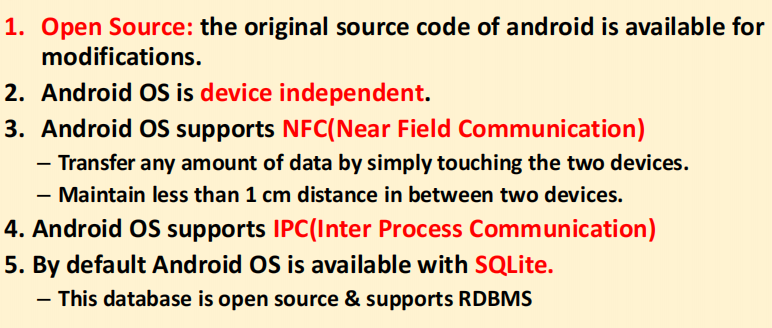 1. Open Source: the original source code of android is available for
modifications.
2. Android OS is device independent.
3. Android OS supports NFC(Near Field Communication)
– Transfer any amount of data by simply touching the two devices.
– Maintain less than 1 cm distance in between two devices.
4. Android OS supports IPC(Inter Process Communication)
5. By default Android OS is available with SQLite.
– This database is open source & supports RDBMS